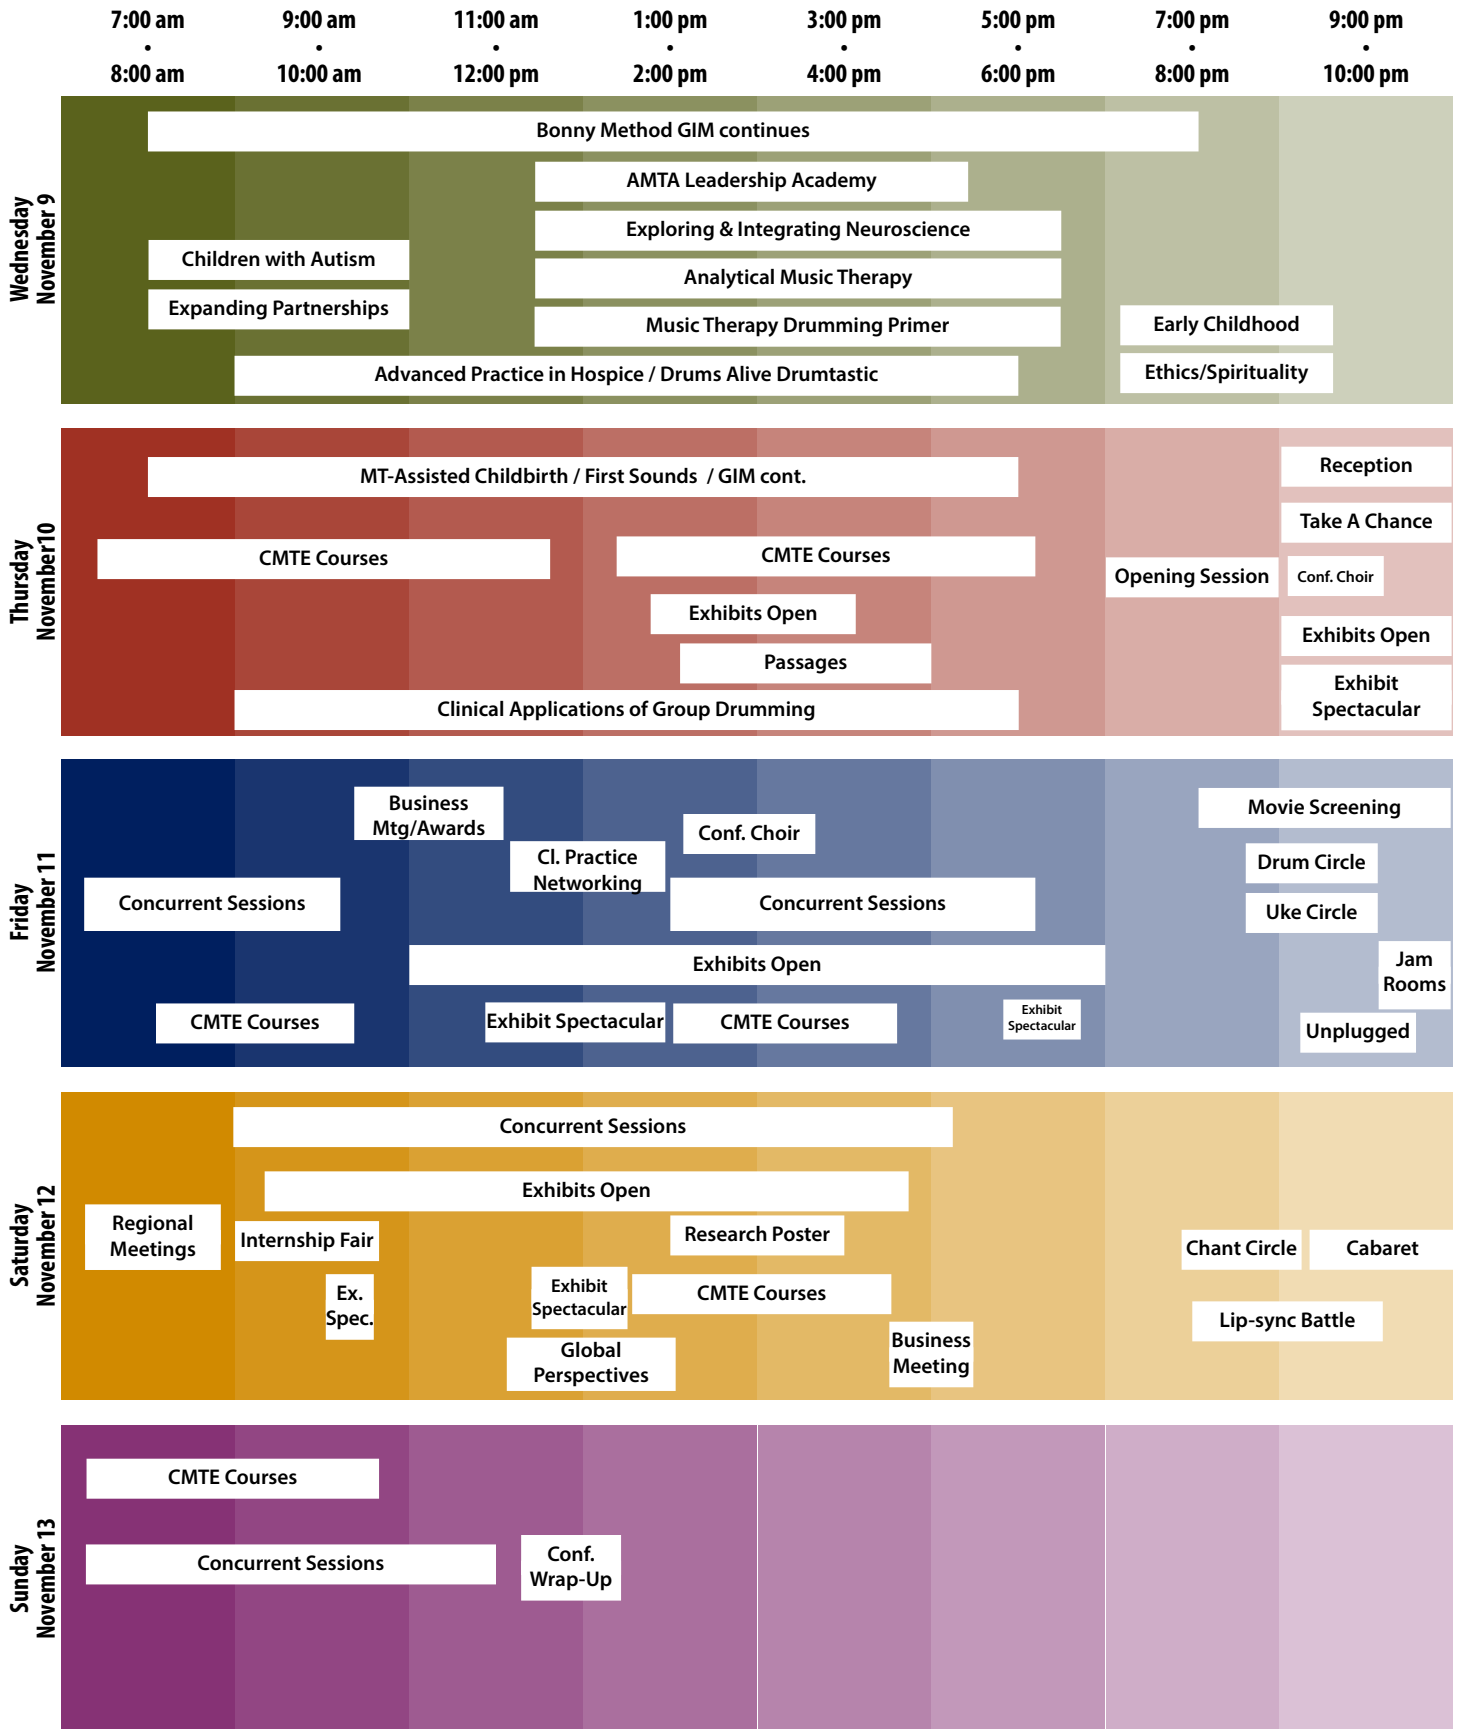 7:00 am
•
8:00 am
9:00 am
•
10:00 am
11:00 am
•
12:00 pm
1:00 pm
•
2:00 pm
3:00 pm
•
4:00 pm
5:00 pm
•
6:00 pm
7:00 pm
•
8:00 pm
9:00 pm
•
10:00 pm
Wednesday
November 9
Bonny Method GIM continues
AMTA Leadership Academy
Exploring & Integrating Neuroscience
Children with Autism
Analytical Music Therapy
Expanding Partnerships
Music Therapy Drumming Primer
Early Childhood
Advanced Practice in Hospice / Drums Alive Drumtastic
Ethics/Spirituality
Thursday
November10
MT-Assisted Childbirth / First Sounds / GIM cont.
Reception
Take A Chance
CMTE Courses
CMTE Courses
Opening Session
Conf. Choir
Exhibits Open
Exhibits Open
Passages
Exhibit
Spectacular
Clinical Applications of Group Drumming
Friday
November 11
Business
Mtg/Awards
Movie Screening
Conf. Choir
Cl. Practice
Networking
Drum Circle
Concurrent Sessions
Concurrent Sessions
Uke Circle
Exhibits Open
Jam
Rooms
CMTE Courses
Exhibit Spectacular
CMTE Courses
Exhibit
Spectacular
Unplugged
Saturday
November 12
Concurrent Sessions
Exhibits Open
Regional
Meetings
Internship Fair
Research Poster
Chant Circle
Cabaret
Ex.
Spec.
Exhibit
Spectacular
CMTE Courses
Lip-sync Battle
Global
Perspectives
Business
Meeting
Sunday
November 13
CMTE Courses
Concurrent Sessions
Conf.
Wrap-Up